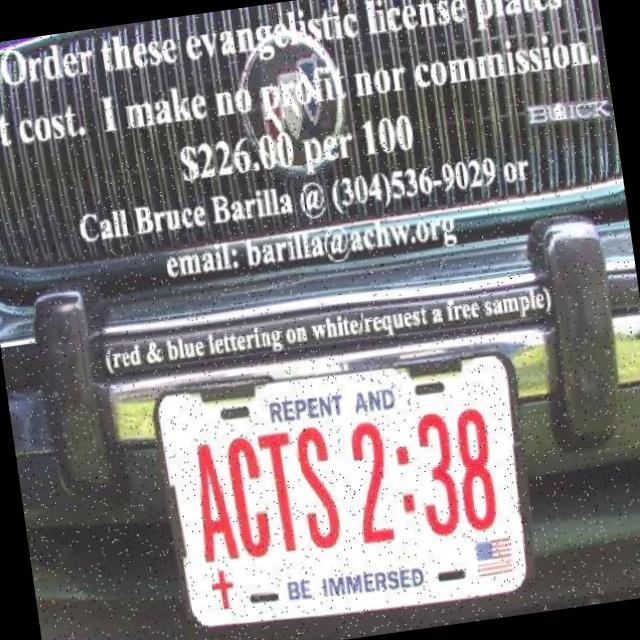 Order these evangelistic license plates
t cost. I make no profit nor commission.
$226.00 per 100
BUICK
Call Bruce Barilla @ (304)536-9029 or
email: barilla@achw.org
(red & blue lettering on white/request a free sample)
REPENT AND
ACTS 2:38
BE IMMERSED